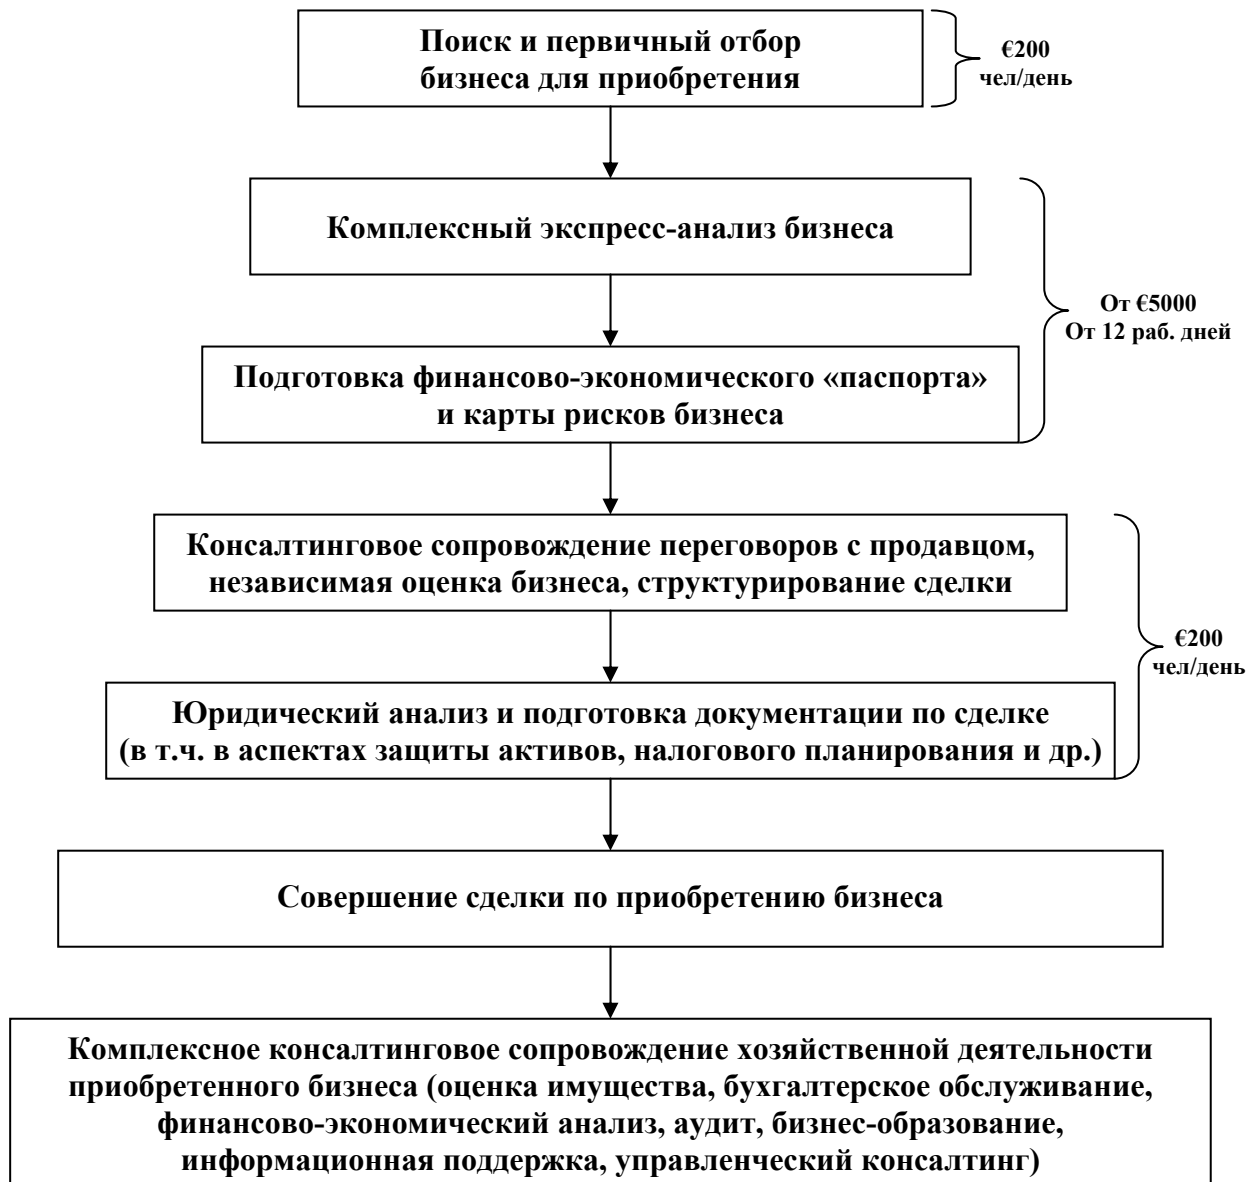 Поиск и первичный отбор
бизнеса для приобретения
€200
чел/день
Комплексный экспресс-анализ бизнеса
От €5000
От 12 раб. дней
Подготовка финансово-экономического «паспорта»
и карты рисков бизнеса
Консалтинговое сопровождение переговоров с продавцом,
независимая оценка бизнеса, структурирование сделки
€200
чел/день
Юридический анализ и подготовка документации по сделке
(в т.ч. в аспектах защиты активов, налогового планирования и др.)
Совершение сделки по приобретению бизнеса
Комплексное консалтинговое сопровождение хозяйственной деятельности
приобретенного бизнеса (оценка имущества, бухгалтерское обслуживание,
финансово-экономический анализ, аудит, бизнес-образование,
информационная поддержка, управленческий консалтинг)